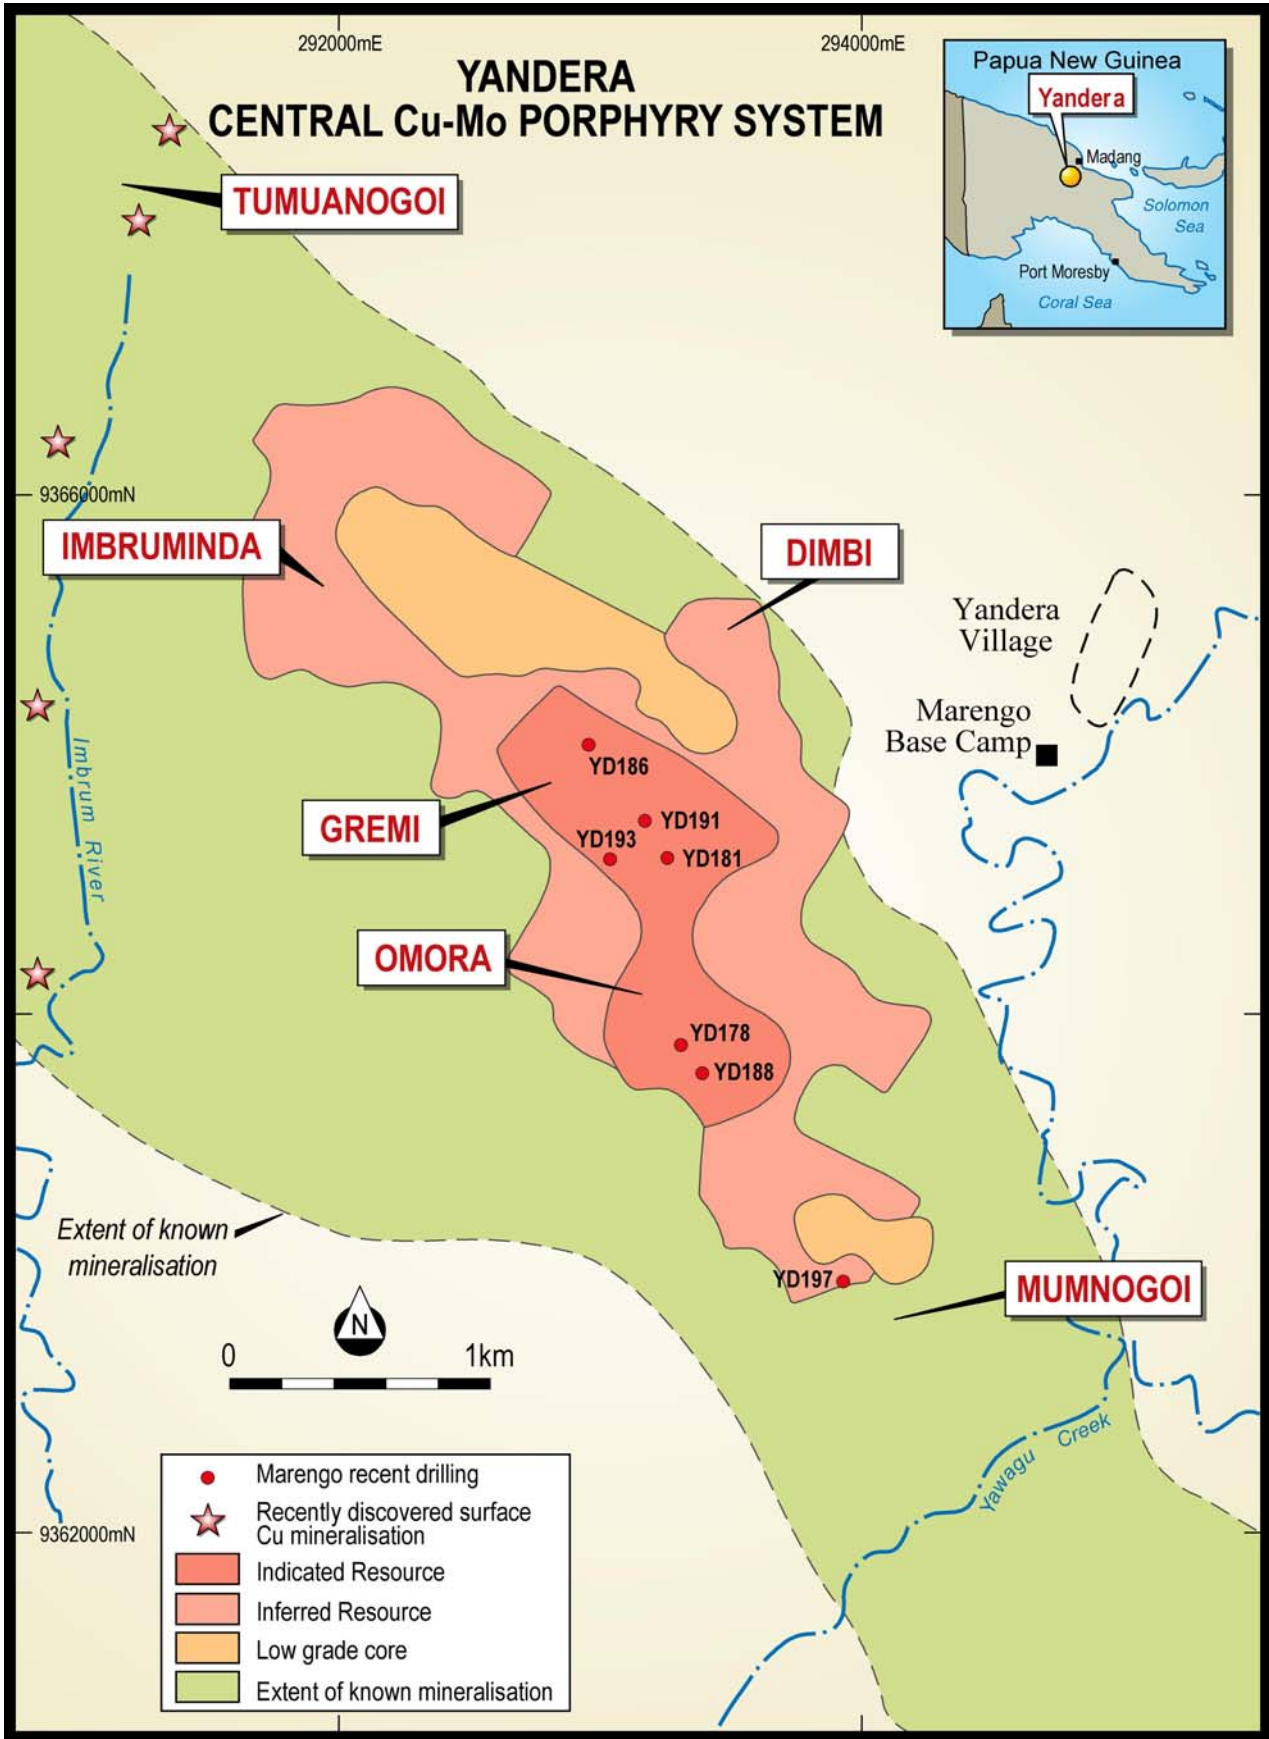 292000mE
294000mE
YANDERA
CENTRAL Cu-Mo PORPHYRY SYSTEM
Papua New Guinea
Yandera
Madang
Solomon
Sea
Port Moresby
Coral Sea
TUMUANOGOI
9366000mN
IMBRUMINDA
DIMBI
Yandera
Village
Marengo
Base Camp
Imbrum River
YD186
GREMI
YD191
YD193
YD181
OMORA
YD178
YD188
Extent of known
mineralisation
YD197
MUMNOGOI
N
0
1km
Yawagu Creek
Marengo recent drilling
Recently discovered surface
Cu mineralisation
9362000mN
Indicated Resource
Inferred Resource
Low grade core
Extent of known mineralisation